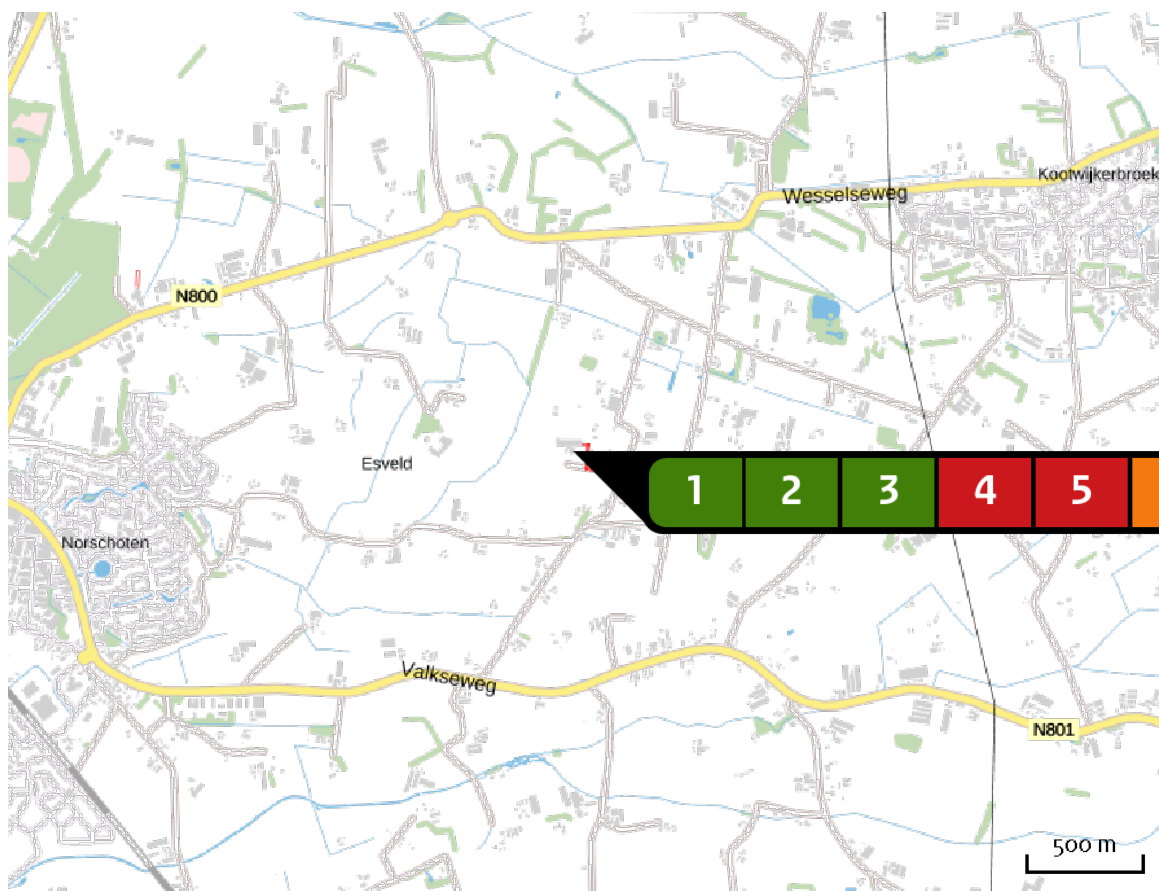 Kootwijkerbroek
Wesselseweg
N800
Esveld
1 2 3 4 5
Norschoten
Valkseweg
N801
500 m